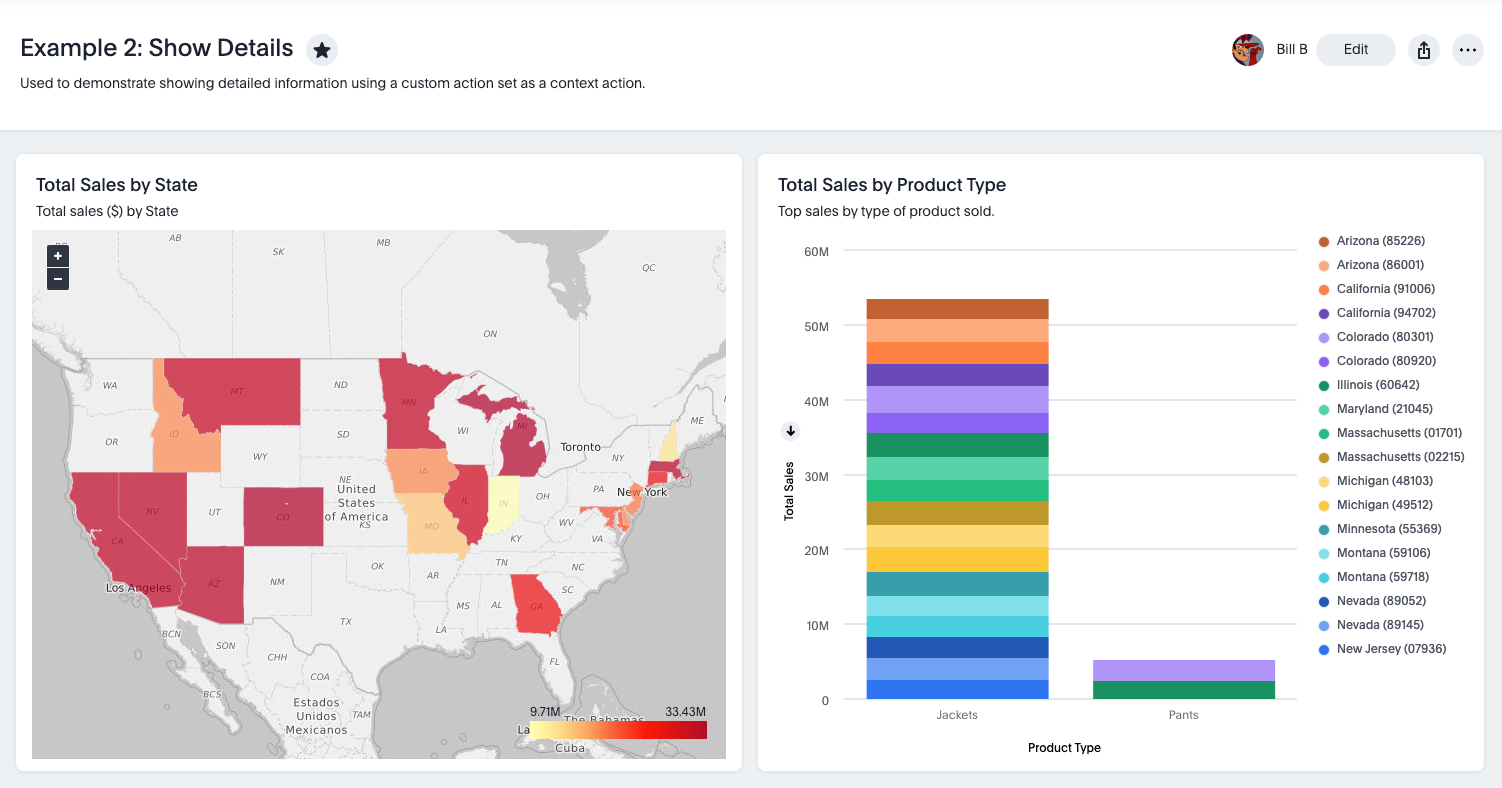 Example 2: Show Details
Bill B
Edit
Used to demonstrate showing detailed information using a custom action set as a context action.
Total Sales by State
Total sales ($) by State
+
−
AB
SK
MB
QC
ON
WA
MT
ND
MN
ID
OR
SD
WI
MI
ME
WY
Toronto
NY
IA
NE
United
States
of America
PA
New York
NV
UT
CO
KS
MO
IL
IN
OH
WV
VA
KY
CA
Los Angeles
AZ
NM
OK
AR
TN
NC
SC
MS
AL
GA
TX
LA
BCN
SON
CHH
COA
FL
BCS
Estados
Unidos
Mexicanos
TAM
9.71M
33.43M
La
The Bahamas
Cuba
Total Sales by Product Type
Top sales by type of product sold.
60M
50M
40M
30M
20M
10M
0
Total Sales
Jackets
Pants
Product Type
Arizona (85226)
Arizona (86001)
California (91006)
California (94702)
Colorado (80301)
Colorado (80920)
Illinois (60642)
Maryland (21045)
Massachusetts (01701)
Massachusetts (02215)
Michigan (48103)
Michigan (49512)
Minnesota (55369)
Montana (59106)
Montana (59718)
Nevada (89052)
Nevada (89145)
New Jersey (07936)